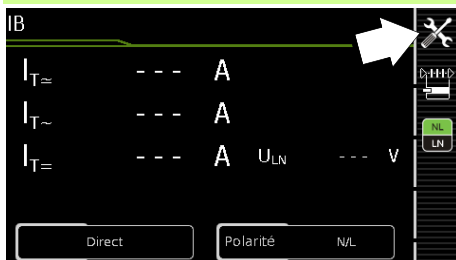 IB
IT≂ --- A
IT~ --- A
IT= --- A ULN --- V
NL
LN
Direct Polarité N/L